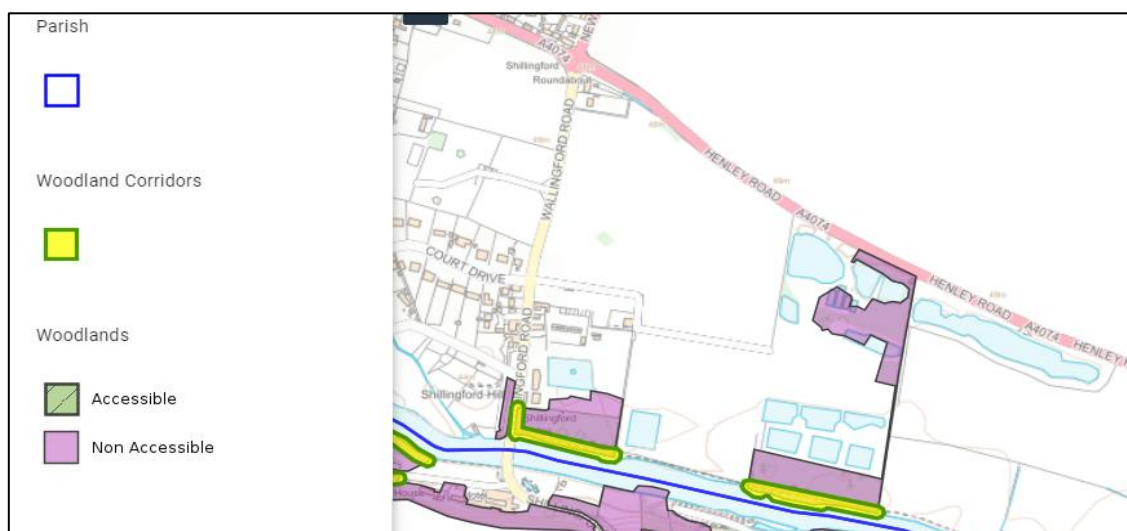 Parish
Woodland Corridors
Woodlands
Accessible
Non Accessible
A4074
Shillingford
Roundabout
WALLINGFORD ROAD
HENLEY ROAD
A4074
COURT DRIVE
HENLEY ROAD
A4074
Shillingford-Hill
Shillingford
House